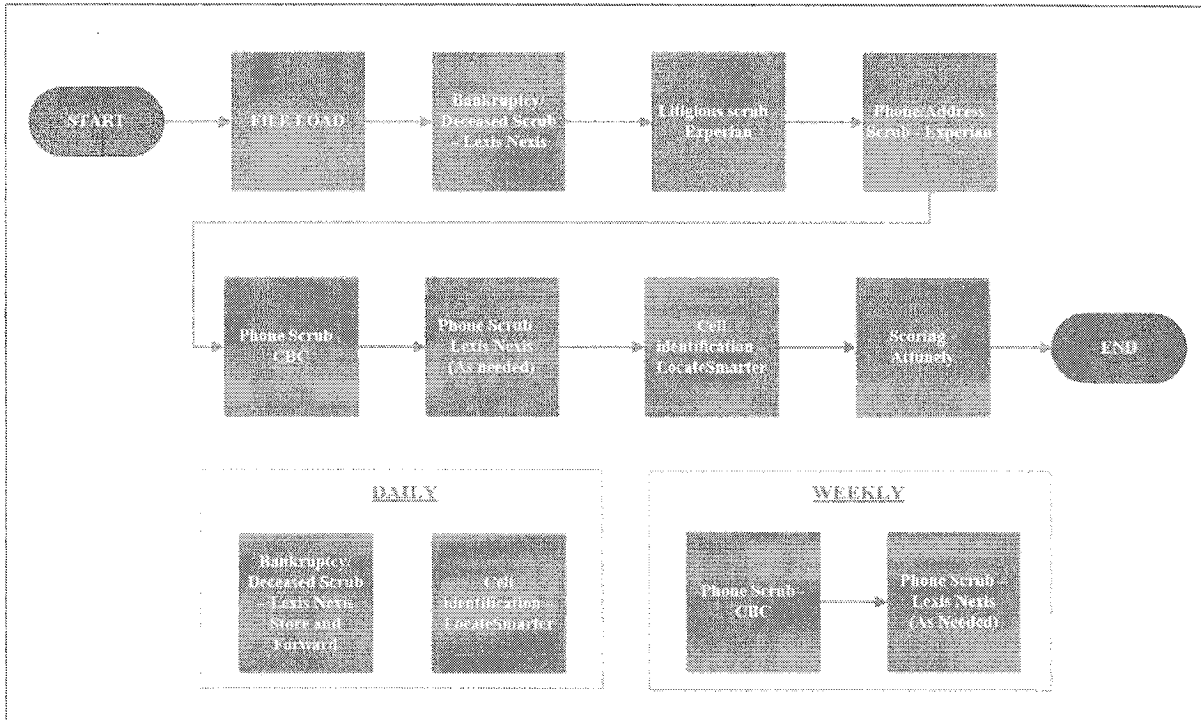 START
FILE LOAD
Bankruptcy/
Deceased Scrub
– Lexis Nexis
Litigious scrub
- Experian
Phone/Address
Scrub – Experian
Phone Scrub -
CBC
Phone Scrub –
Lexis Nexis
(As needed)
Cell
identification –
LocateSmarter
Scoring -
Attunely
END
DAILY
Bankruptcy/
Deceased Scrub
– Lexis Nexis
Store and
Forward
Cell
identification –
LocateSmarter
WEEKLY
Phone Scrub -
CBC
Phone Scrub –
Lexis Nexis
(As Needed)